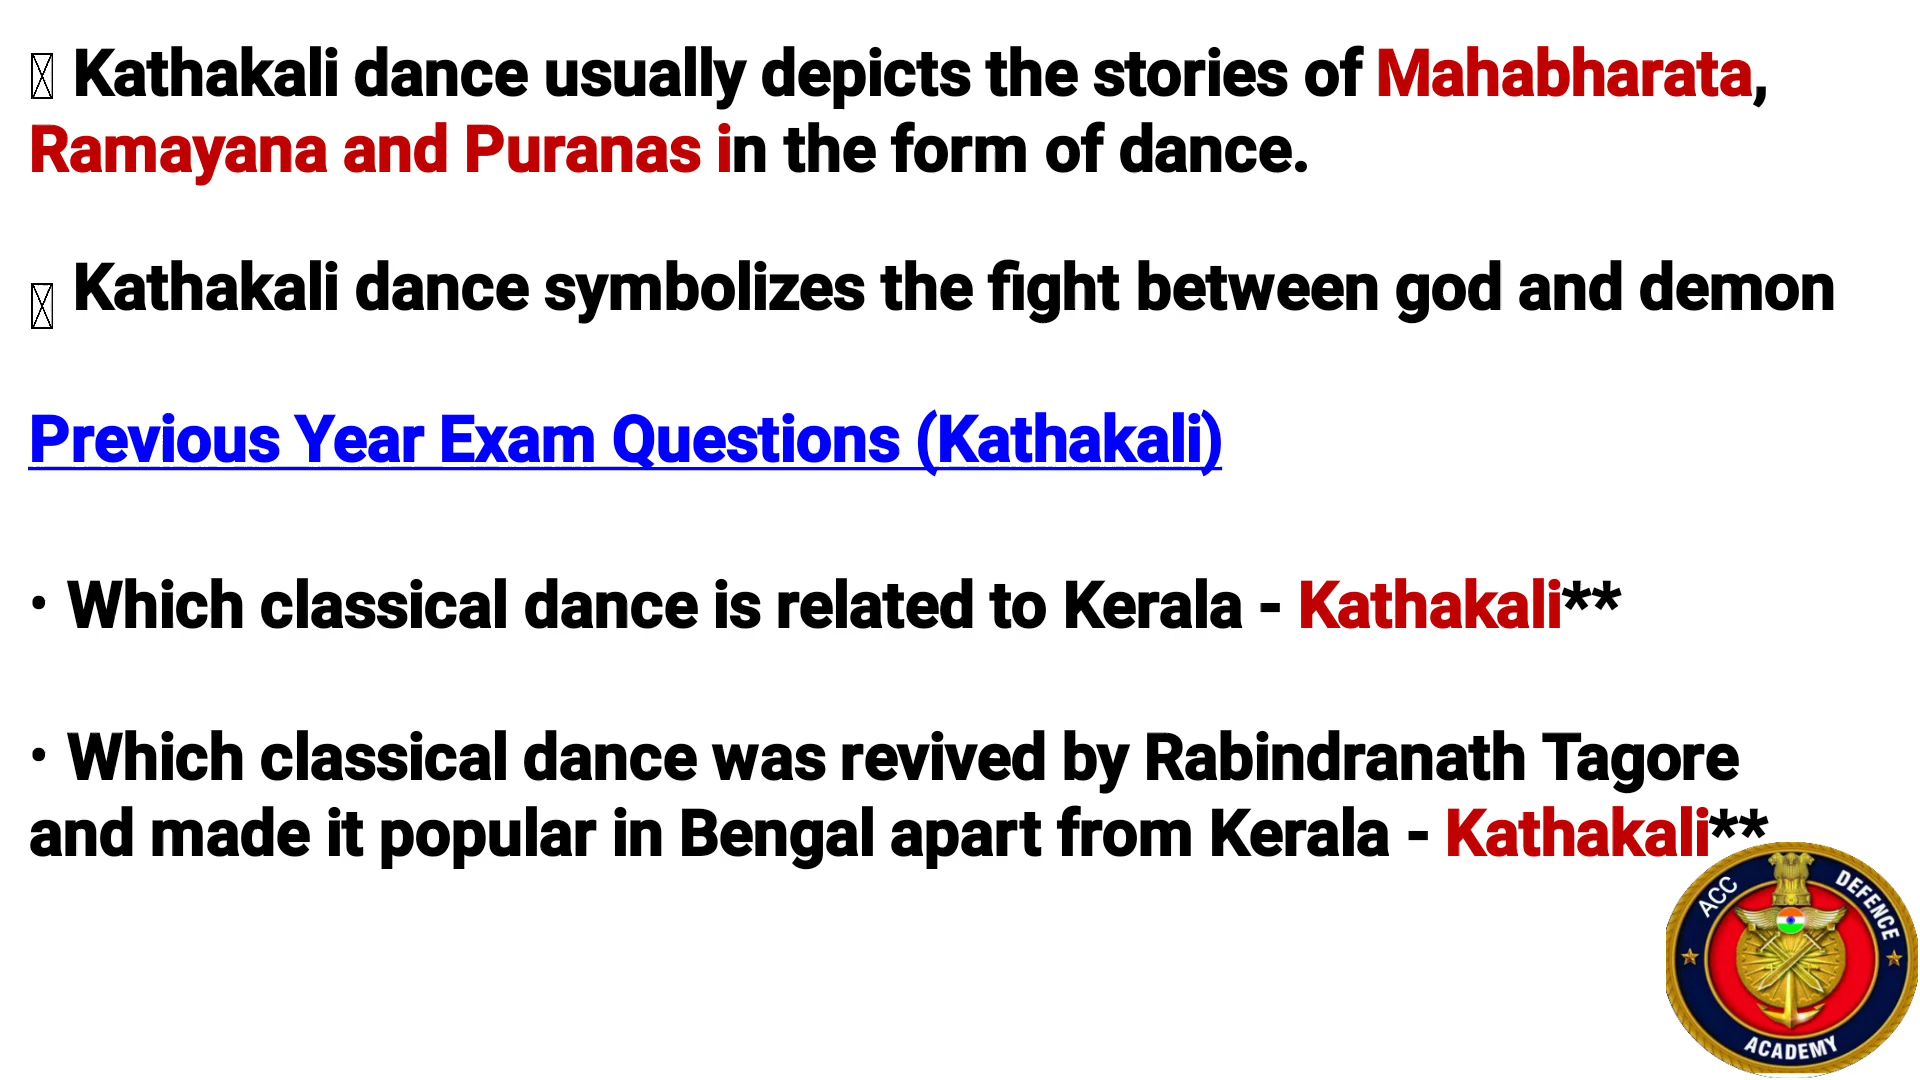 Kathakali dance usually depicts the stories of Mahabharata,
Ramayana and Puranas in the form of dance.
Kathakali dance symbolizes the fight between god and demon
Previous Year Exam Questions (Kathakali)
• Which classical dance is related to Kerala - Kathakali**
• Which classical dance was revived by Rabindranath Tagore
and made it popular in Bengal apart from Kerala - Kathakali**
ACC DEFENCE
ACADEMY